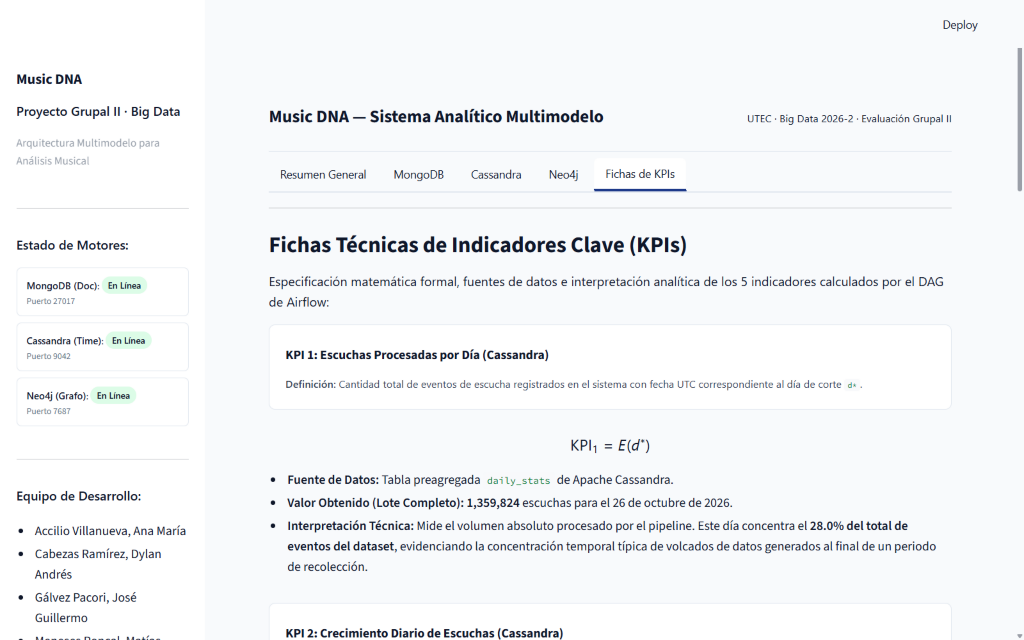 Deploy
Music DNA
Proyecto Grupal II · Big Data
Arquitectura Multimodelo para
Análisis Musical
Estado de Motores:
MongoDB (Doc): En Línea
Puerto 27017
Cassandra (Time): En Línea
Puerto 9042
Neo4j (Grafo): En Línea
Puerto 7687
Equipo de Desarrollo:
• Accilio Villanueva, Ana María
• Cabezas Ramírez, Dylan
Andrés
• Gálvez Pacori, José
Guillermo
Music DNA — Sistema Analítico Multimodelo
UTEC · Big Data 2026-2 · Evaluación Grupal II
Resumen General MongoDB Cassandra Neo4j Fichas de KPIs
Fichas Técnicas de Indicadores Clave (KPIs)
Especificación matemática formal, fuentes de datos e interpretación analítica de los 5 indicadores calculados por el DAG
de Airflow:
KPI 1: Escuchas Procesadas por Día (Cassandra)
Definición: Cantidad total de eventos de escucha registrados en el sistema con fecha UTC correspondiente al día de corte d*.
KPI₁ = E(d*)
• Fuente de Datos: Tabla preagregada daily_stats de Apache Cassandra.
• Valor Obtenido (Lote Completo): 1,359,824 escuchas para el 26 de octubre de 2026.
• Interpretación Técnica: Mide el volumen absoluto procesado por el pipeline. Este día concentra el 28.0% del total de
eventos del dataset, evidenciando la concentración temporal típica de volcados de datos generados al final de un periodo
de recolección.
KPI 2: Crecimiento Diario de Escuchas (Cassandra)